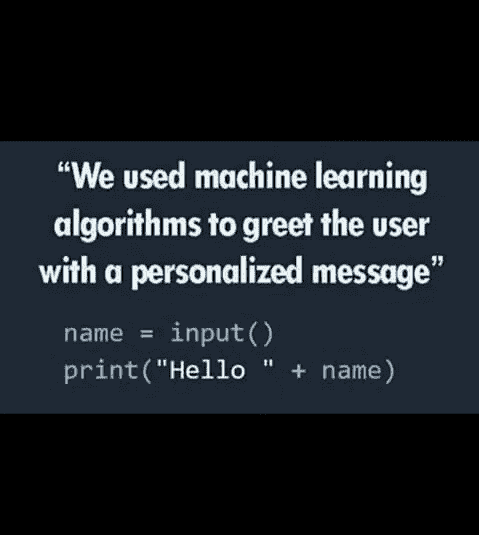 “We used machine learning
algorithms to greet the user
with a personalized message”
name = input()
print("Hello " + name)